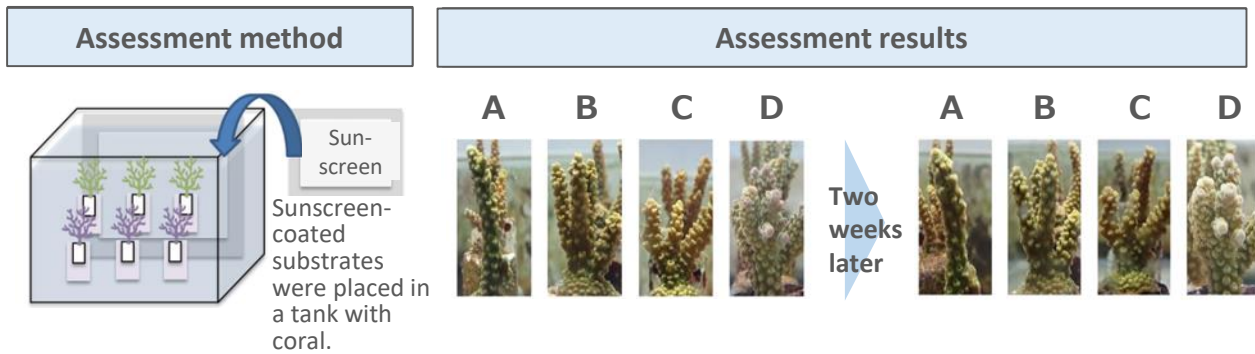 Assessment method
Sun-
screen
Sunscreen-
coated
substrates
were placed in
a tank with
coral.
Assessment results
A B C D
Two
weeks
later
A B C D